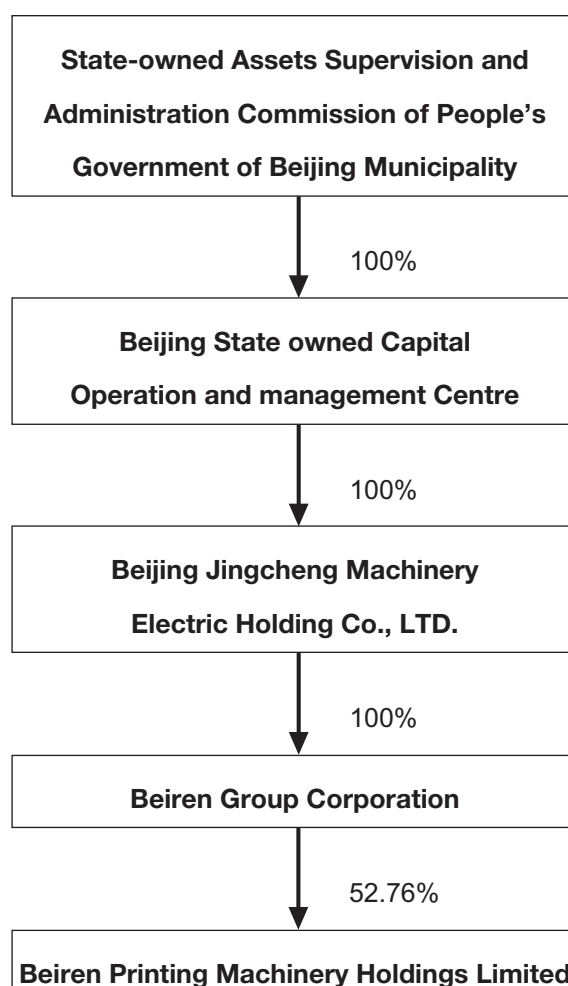 State-owned Assets Supervision and
Administration Commission of People’s
Government of Beijing Municipality
100%
Beijing State owned Capital
Operation and management Centre
100%
Beijing Jingcheng Machinery
Electric Holding Co., LTD.
100%
Beiren Group Corporation
52.76%
Beiren Printing Machinery Holdings Limited